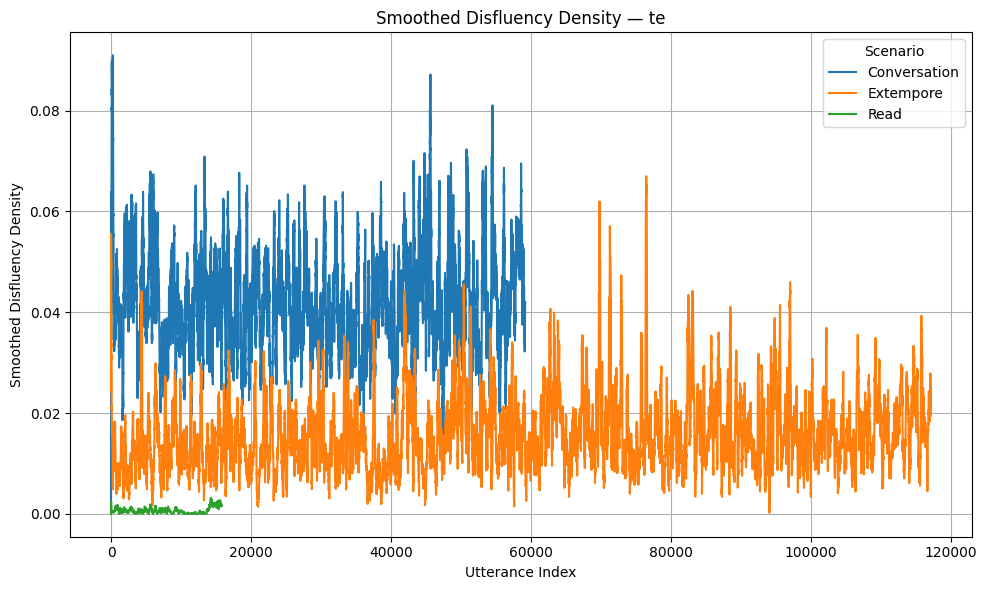 Smoothed Disfluency Density — te
Scenario
Conversation
Extempore
Read
Smoothed Disfluency Density
0.08
0.06
0.04
0.02
0.00
0
20000
40000
60000
80000
100000
120000
Utterance Index